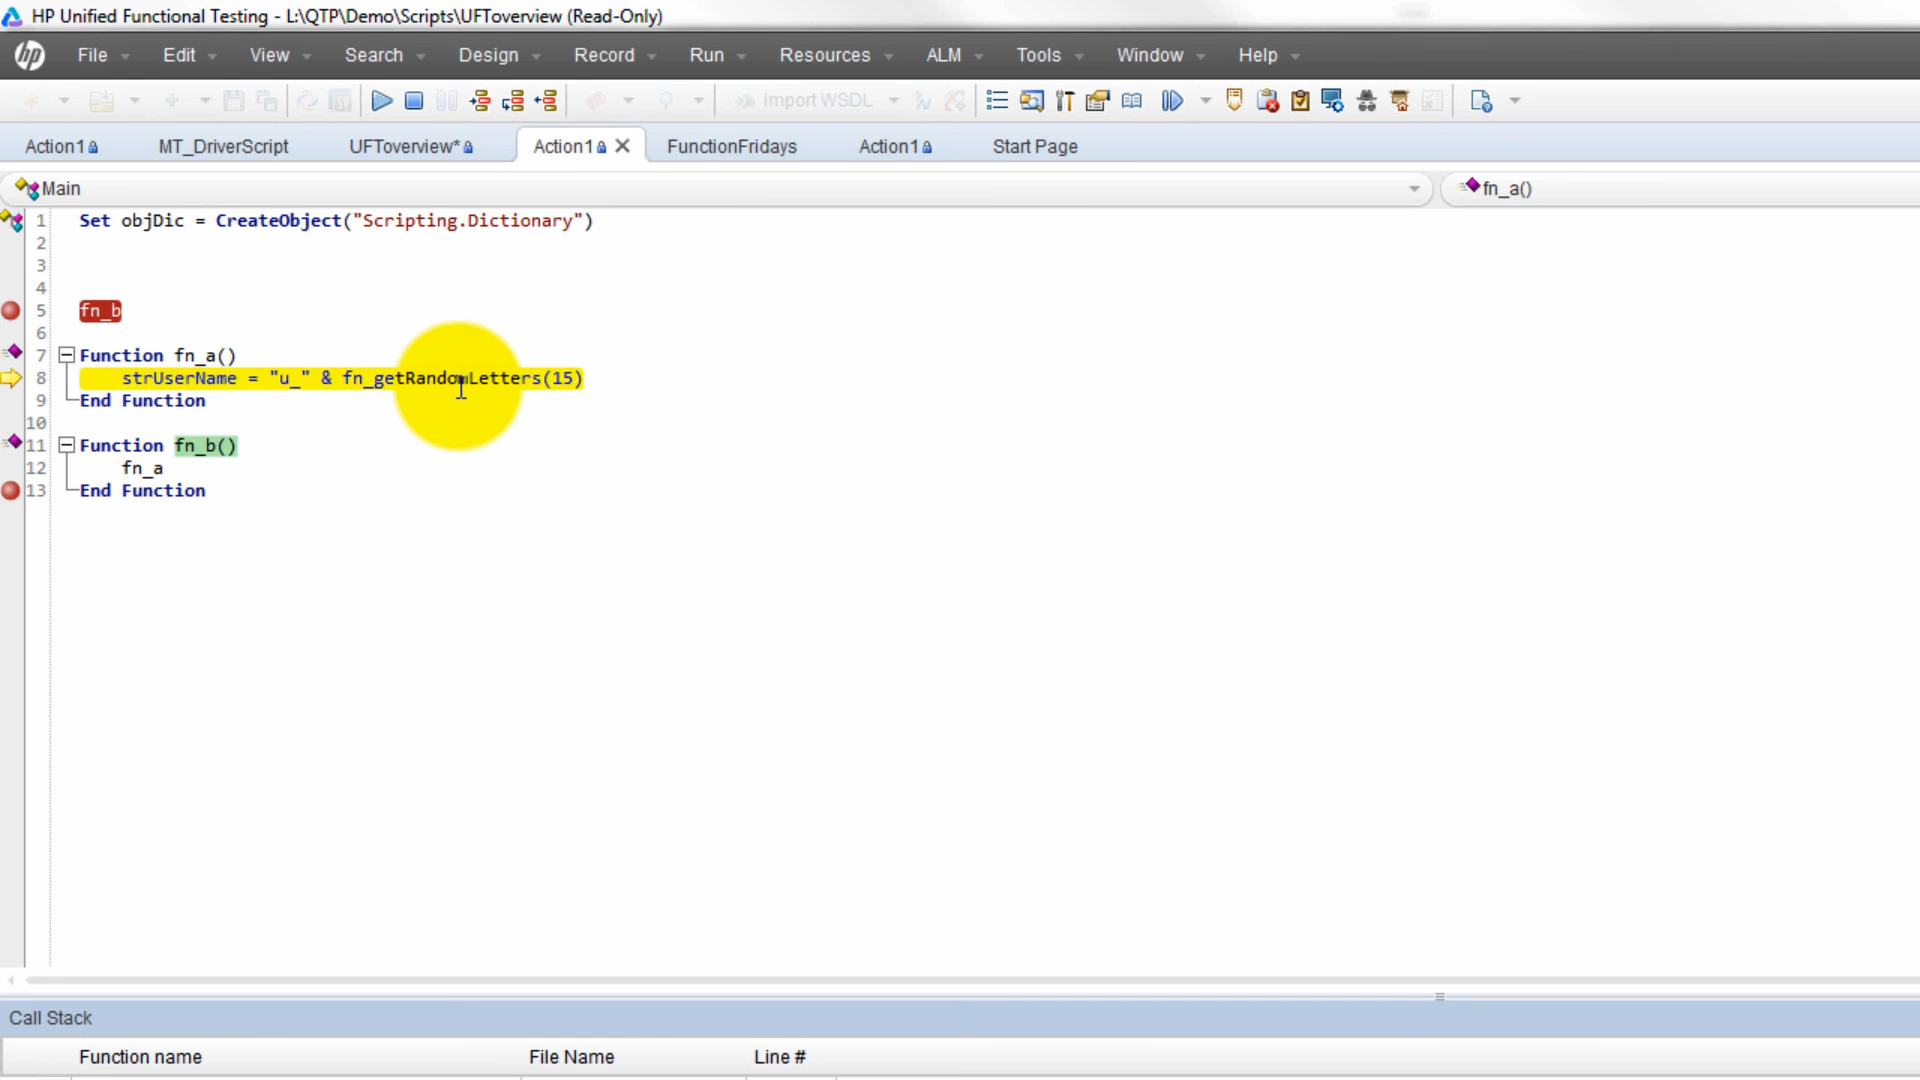 HP Unified Functional Testing - L:\QTP\Demo\Scripts\UFToverview (Read-Only)
hp File Edit View Search Design Record Run Resources ALM Tools Window Help
Import WSDL
Action1 MT_DriverScript UFToverview* Action1 FunctionFridays Action1 Start Page
Main fn_a()
1 Set objDic = CreateObject("Scripting.Dictionary")
2
3
4
5 fn_b
6
7 Function fn_a()
8 strUserName = "u_" & fn_getRandomLetters(15)
9 End Function
10
11 Function fn_b()
12 fn_a
13 End Function
Call Stack
Function name File Name Line #